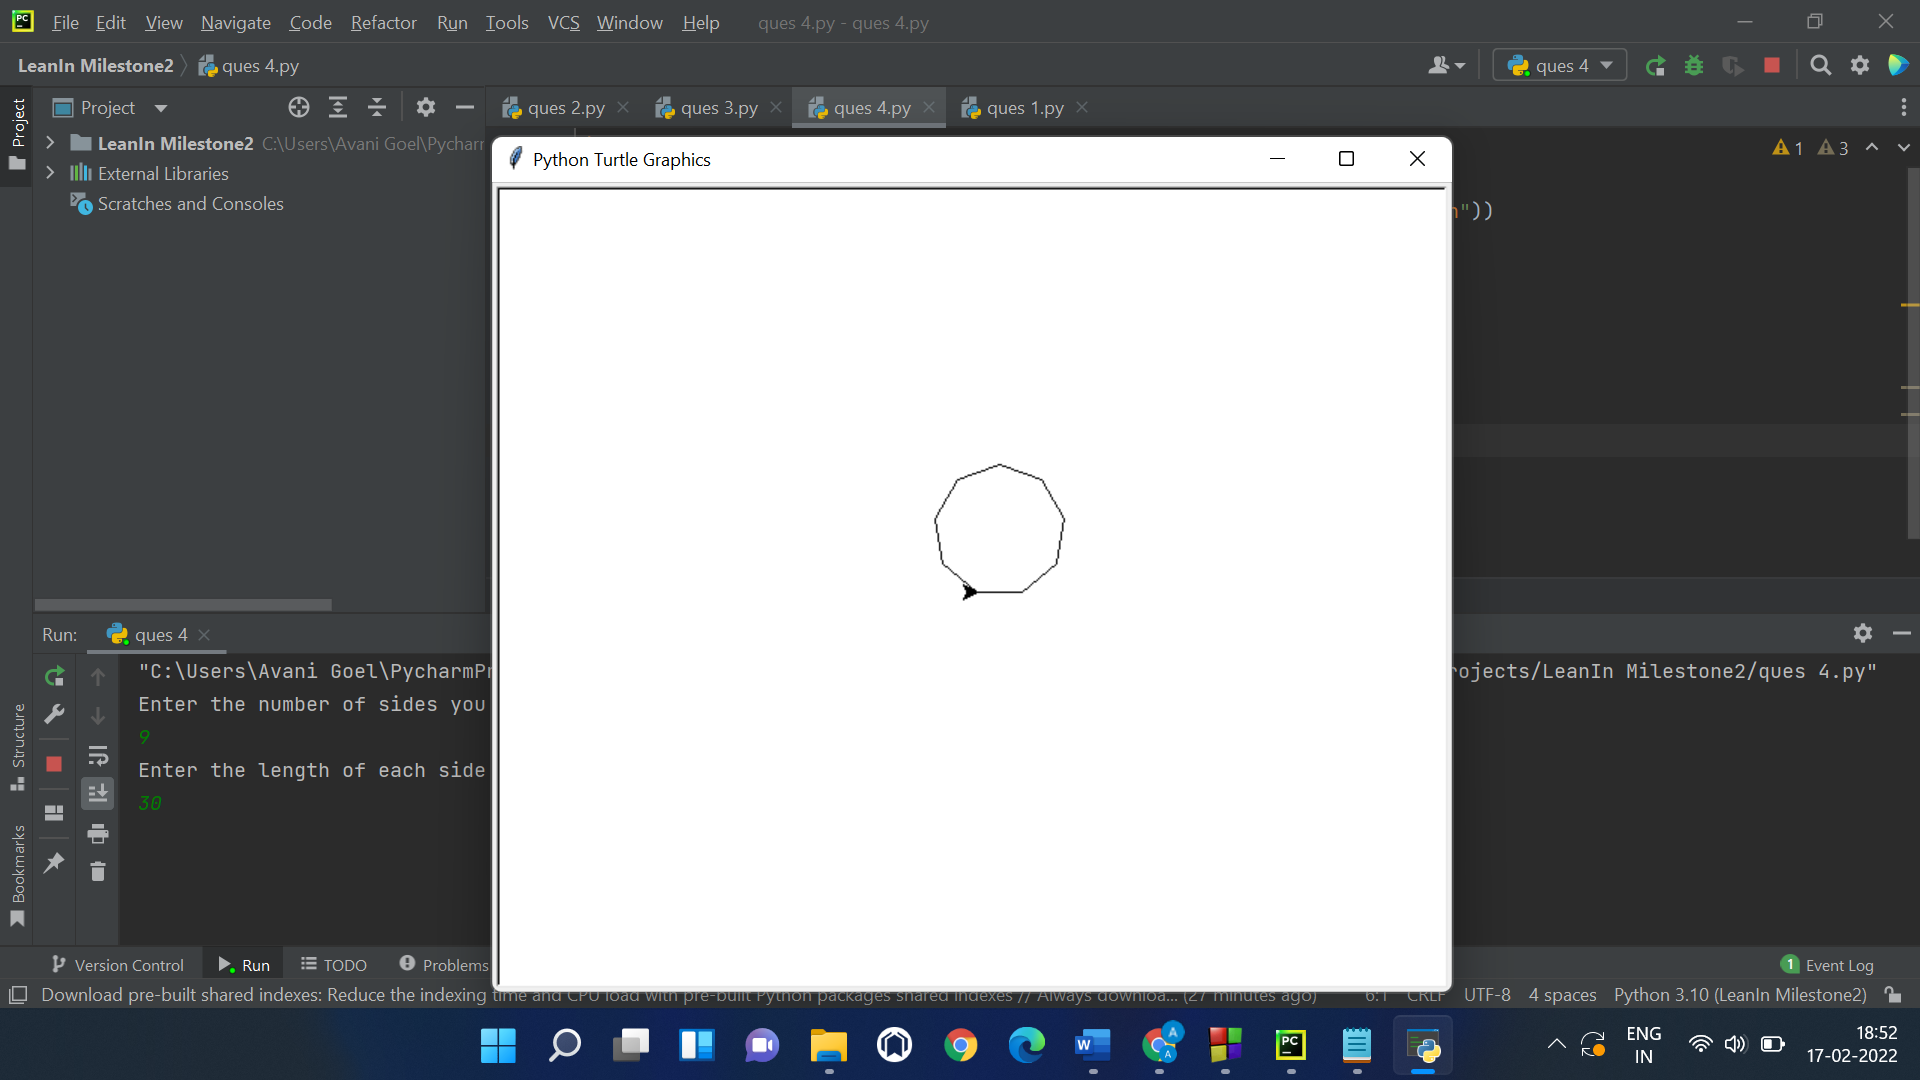 PC File Edit View Navigate Code Refactor Run Tools VCS Window Help ques 4.py - ques 4.py
LeanIn Milestone2 ques 4.py ques 4
Project Project ques 2.py ques 3.py ques 4.py ques 1.py
LeanIn Milestone2 C:\Users\Avani Goel\Pycharm
1 3
Python Turtle Graphics
External Libraries
Scratches and Consoles
"))
Run: ques 4
"C:\Users\Avani Goel\PycharmPr
rojects/LeanIn Milestone2/ques 4.py"
Enter the number of sides you
9
Enter the length of each side
30
Structure
Bookmarks
Version Control Run TODO Problems 1 Event Log
Download pre-built shared indexes: Reduce the indexing time and CPU load with pre-built Python packages shared indexes // Always downloa... (27 minutes ago) 6:1 CRLF UTF-8 4 spaces Python 3.10 (LeanIn Milestone2)
W A A PC
ENG
IN
18:52
17-02-2022